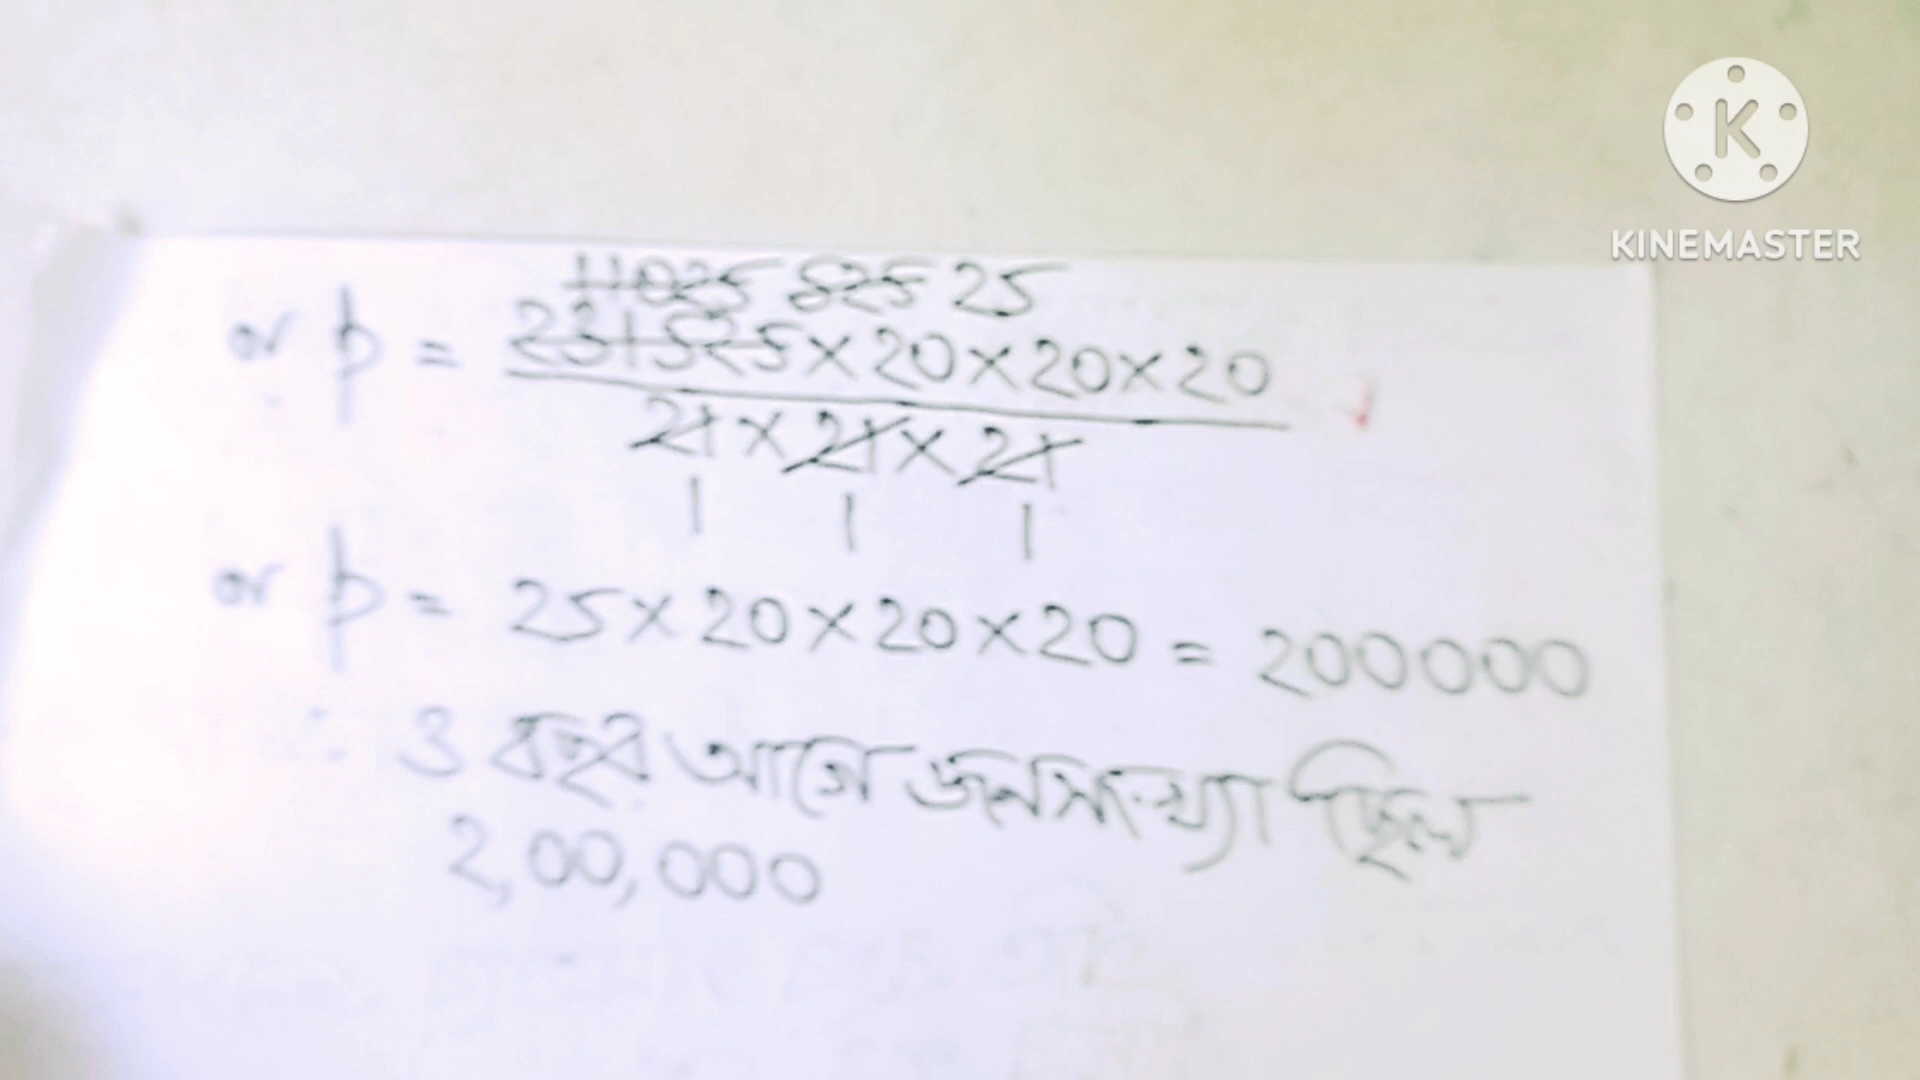 K
KINEMASTER
11025 525 25
or p = 231525×20×20×20
21×21×21
1 1 1
or p = 25×20×20×20 = 200000
∴ 3 বছর আগে জনসংখ্যা ছিল
2,00,000